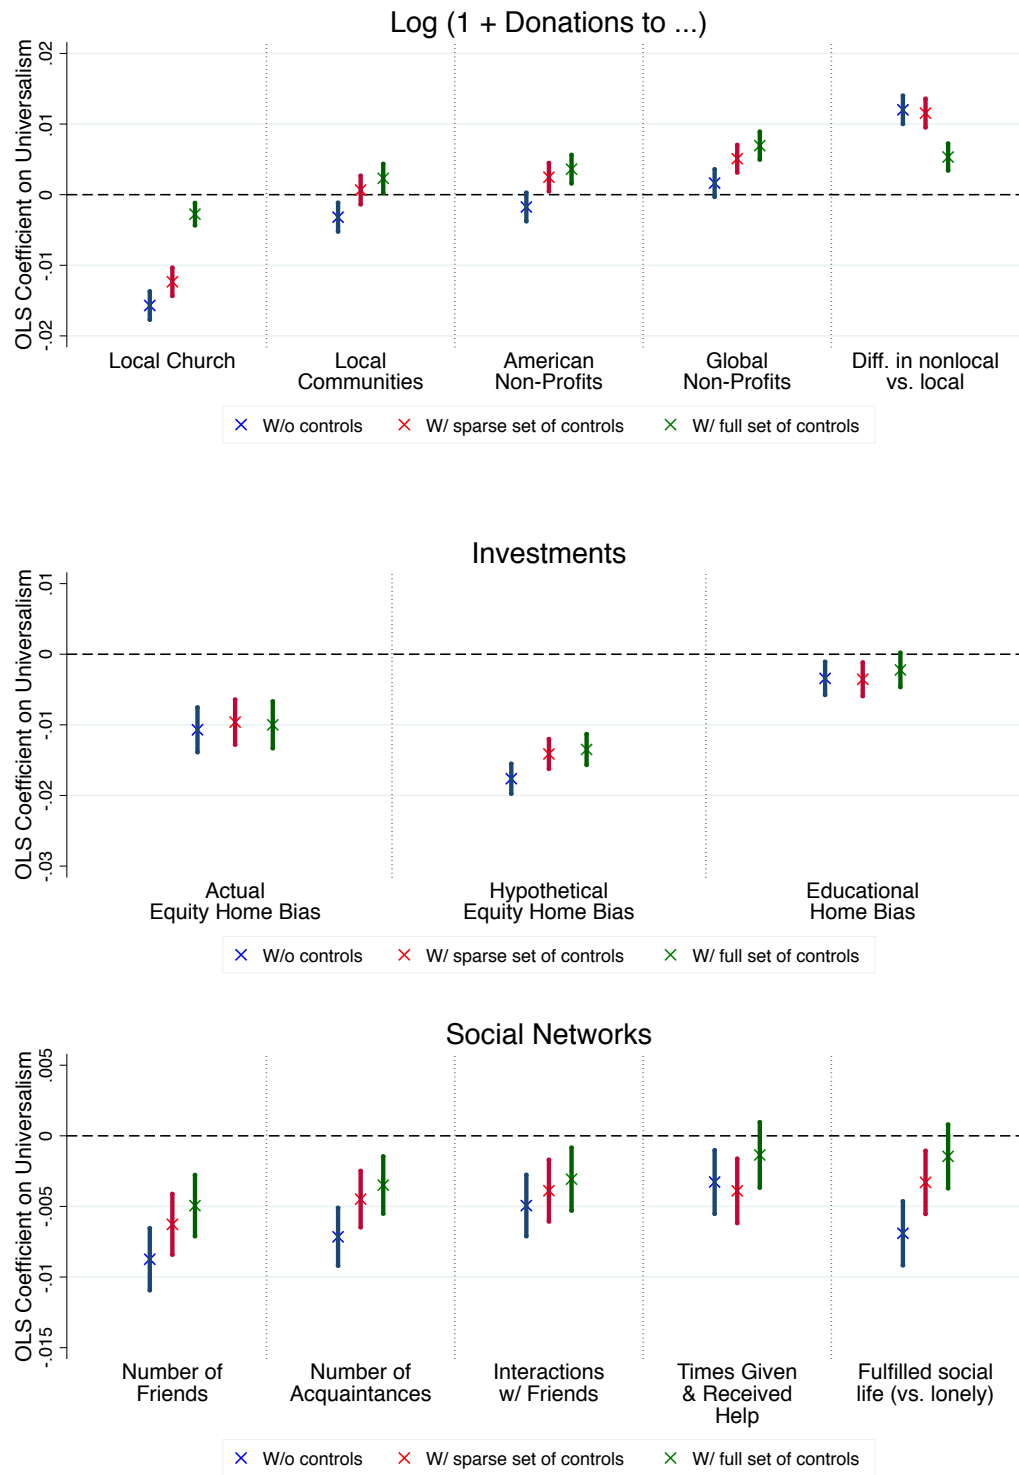 Log (1 + Donations to ...)
OLS Coefficient on Universalism
.02
.01
0
-.01
-.02
Local Church
Local
Communities
American
Non-Profits
Global
Non-Profits
Diff. in nonlocal
vs. local
W/o controls
W/ sparse set of controls
W/ full set of controls
Investments
OLS Coefficient on Universalism
.01
0
-.01
-.02
-.03
Actual
Equity Home Bias
Hypothetical
Equity Home Bias
Educational
Home Bias
W/o controls
W/ sparse set of controls
W/ full set of controls
Social Networks
OLS Coefficient on Universalism
.005
0
-.005
-.01
-.015
Number of
Friends
Number of
Acquaintances
Interactions
w/ Friends
Times Given
& Received
Help
Fulfilled social
life (vs. lonely)
W/o controls
W/ sparse set of controls
W/ full set of controls